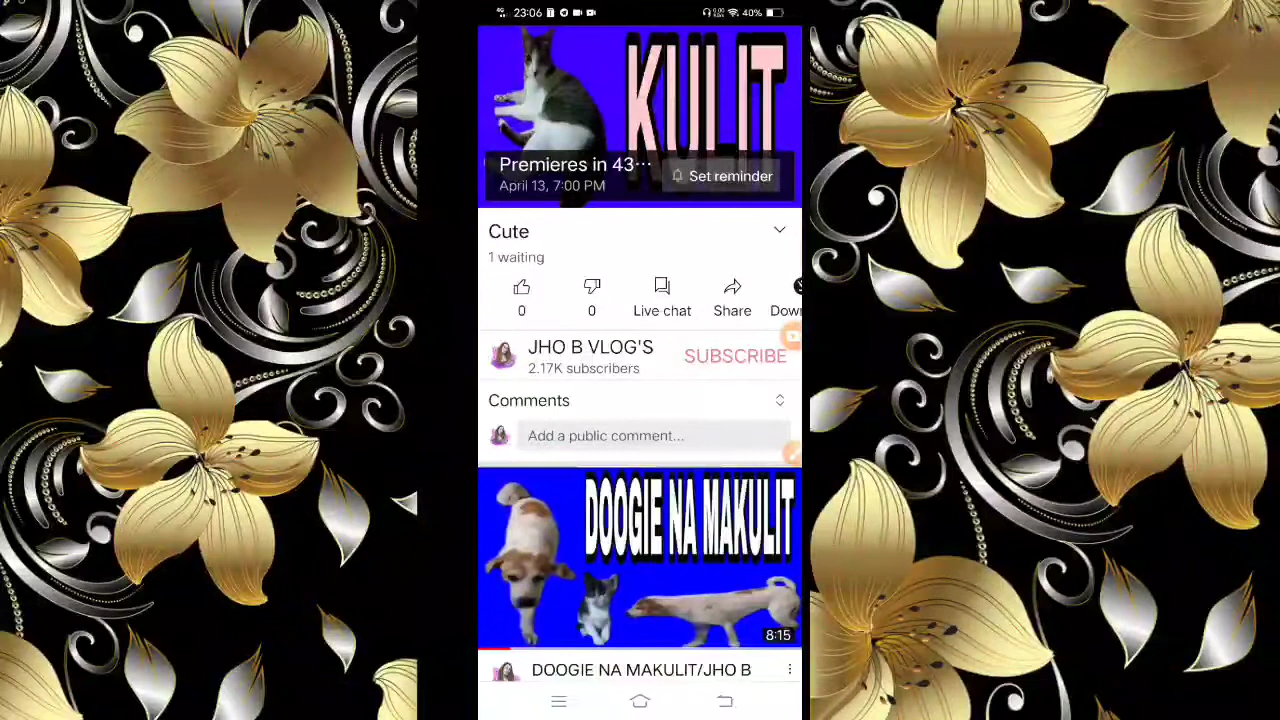 4G 23:06 40%
KULIT
Premieres in 43…
April 13, 7:00 PM
Set reminder
Cute
1 waiting
0 0 Live chat Share Dow
JHO B VLOG'S
2.17K subscribers
SUBSCRIBE
Comments
Add a public comment...
DOOGIE NA MAKULIT
8:15
DOOGIE NA MAKULIT/JHO B